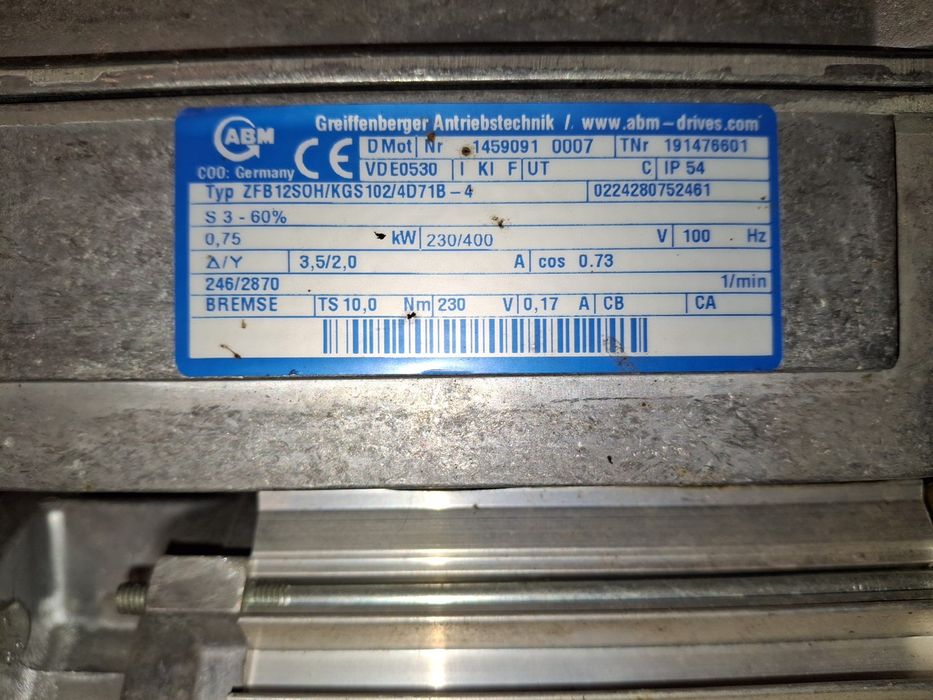 ABM
Greiffenberger Antriebstechnik /. www.abm-drives.com
COO: Germany CE
D Mot Nr 1459091 0007 TNr 191476601
VDE0530 I KI F UT C IP 54
Typ ZFB12SOH/KGS102/4D71B-4 0224280752461
S 3 - 60%
0,75 kW 230/400 V 100 Hz
Δ/Y 3,5/2,0 A cos 0.73
246/2870 1/min
BREMSE TS 10,0 Nm 230 V 0,17 A CB CA